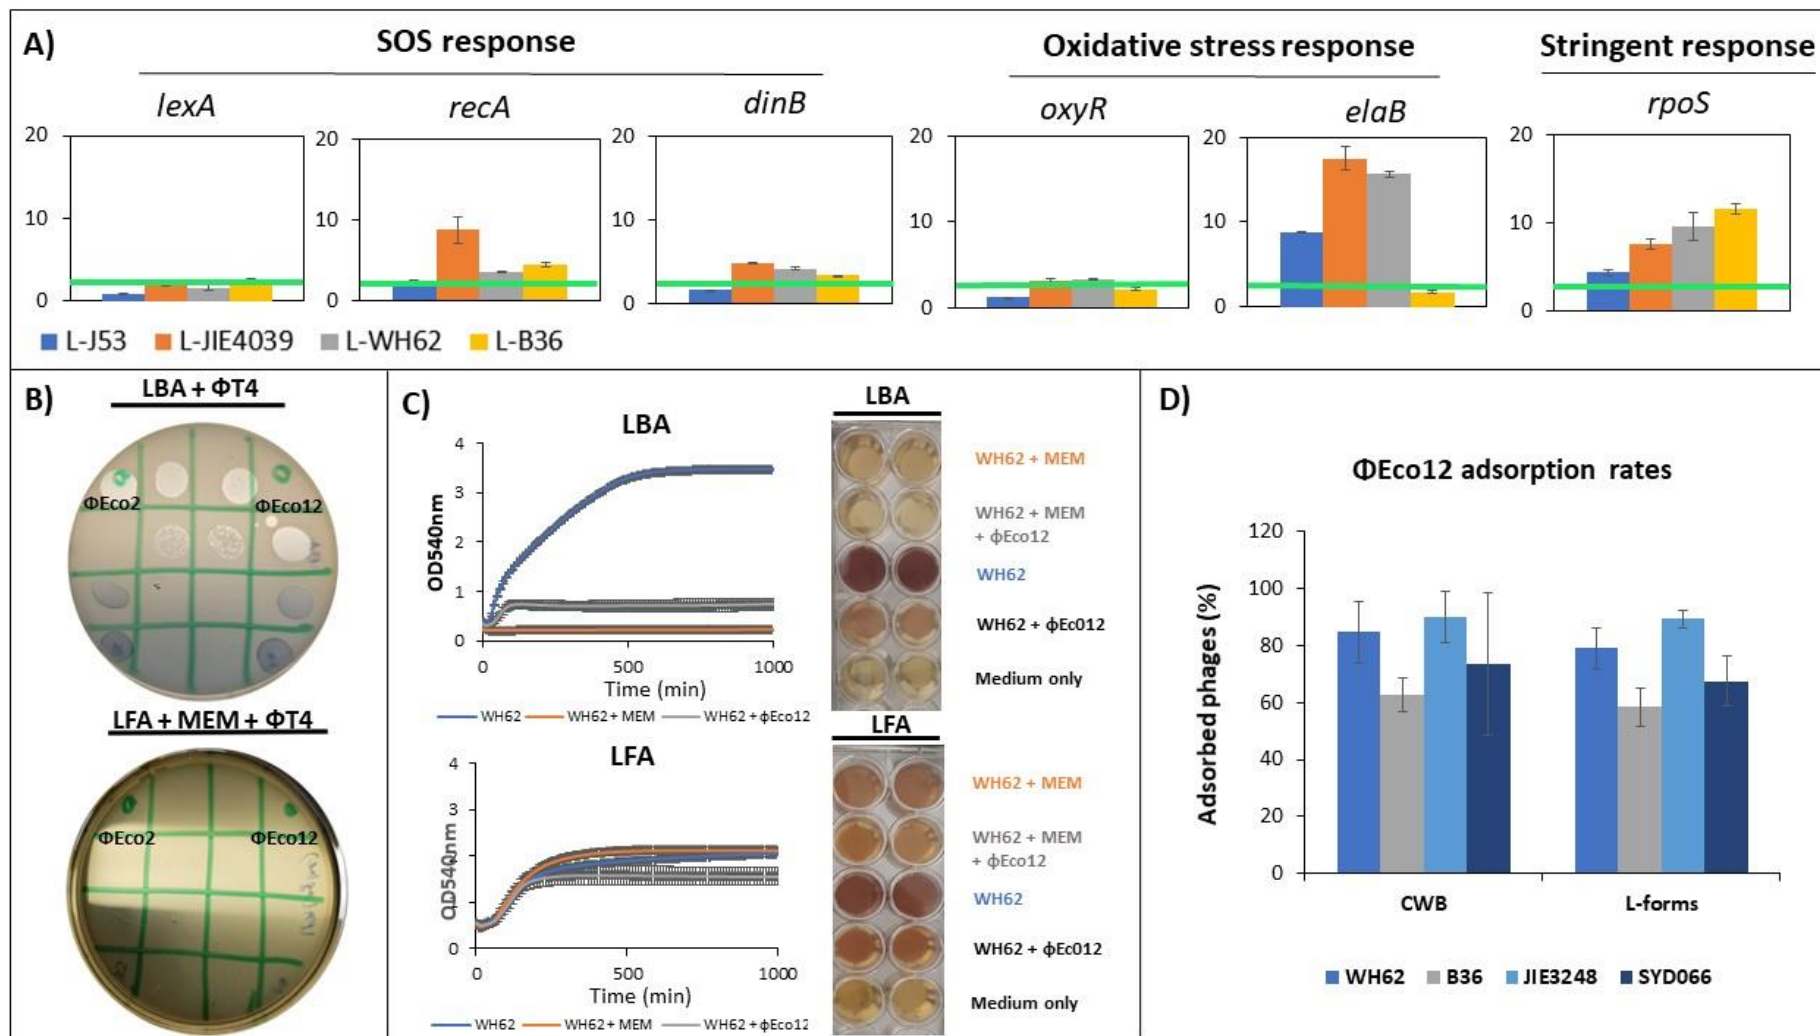 A)
SOS response
Oxidative stress response
Stringent response
lexA
recA
dinB
oxyR
elaB
rpoS
20
10
0
20
10
0
20
10
0
20
10
0
20
10
0
20
10
0
L-J53 L-JIE4039 L-WH62 L-B36
B)
LBA + ΦT4
ΦEco2
ΦEco12
LFA + MEM + ΦT4
ΦEco2
ΦEco12
C)
LBA
OD540nm
4
3
2
1
0
0 500 1000
Time (min)
WH62 WH62 + MEM WH62 + ϕEco12
LBA
WH62 + MEM
WH62 + MEM
+ ϕEco12
WH62
WH62 + ϕEc012
Medium only
LFA
OD540nm
4
3
2
1
0
0 500 1000
Time (min)
WH62 WH62 + MEM WH62 + ϕEco12
LFA
WH62 + MEM
WH62 + MEM
+ ϕEco12
WH62
WH62 + ϕEc012
Medium only
D)
ΦEco12 adsorption rates
Adsorbed phages (%)
120
100
80
60
40
20
0
CWB L-forms
WH62 B36 JIE3248 SYD066